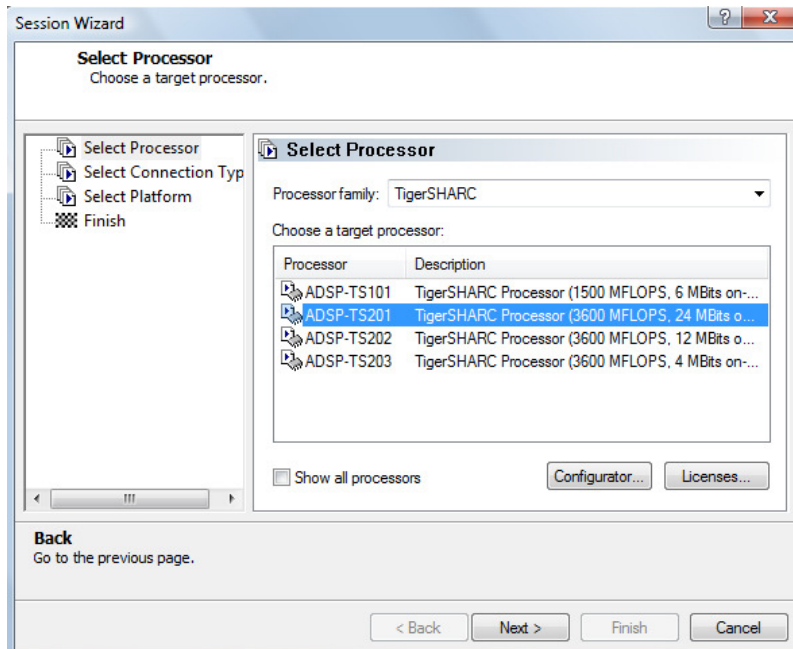 Session Wizard
Select Processor
Choose a target processor.
Select Processor
Select Connection Typ
Select Platform
Finish
Select Processor
Processor family: TigerSHARC
Choose a target processor:
Processor Description
ADSP-TS101 TigerSHARC Processor (1500 MFLOPS, 6 MBits on-...
ADSP-TS201 TigerSHARC Processor (3600 MFLOPS, 24 MBits o...
ADSP-TS202 TigerSHARC Processor (3600 MFLOPS, 12 MBits o...
ADSP-TS203 TigerSHARC Processor (3600 MFLOPS, 4 MBits on-...
Show all processors
Configurator... Licenses...
Back
Go to the previous page.
< Back Next > Finish Cancel